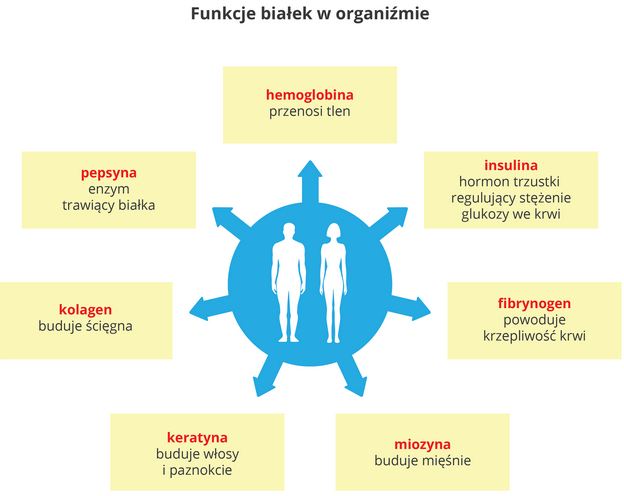 Funkcje białek w organiźmie
hemoglobina
przenosi tlen
pepsyna
enzym
trawiący białka
insulina
hormon trzustki
regulujący stężenie
glukozy we krwi
kolagen
buduje ścięgna
fibrynogen
powoduje
krzepliwość krwi
keratyna
buduje włosy
i paznokcie
miozyna
buduje mięśnie